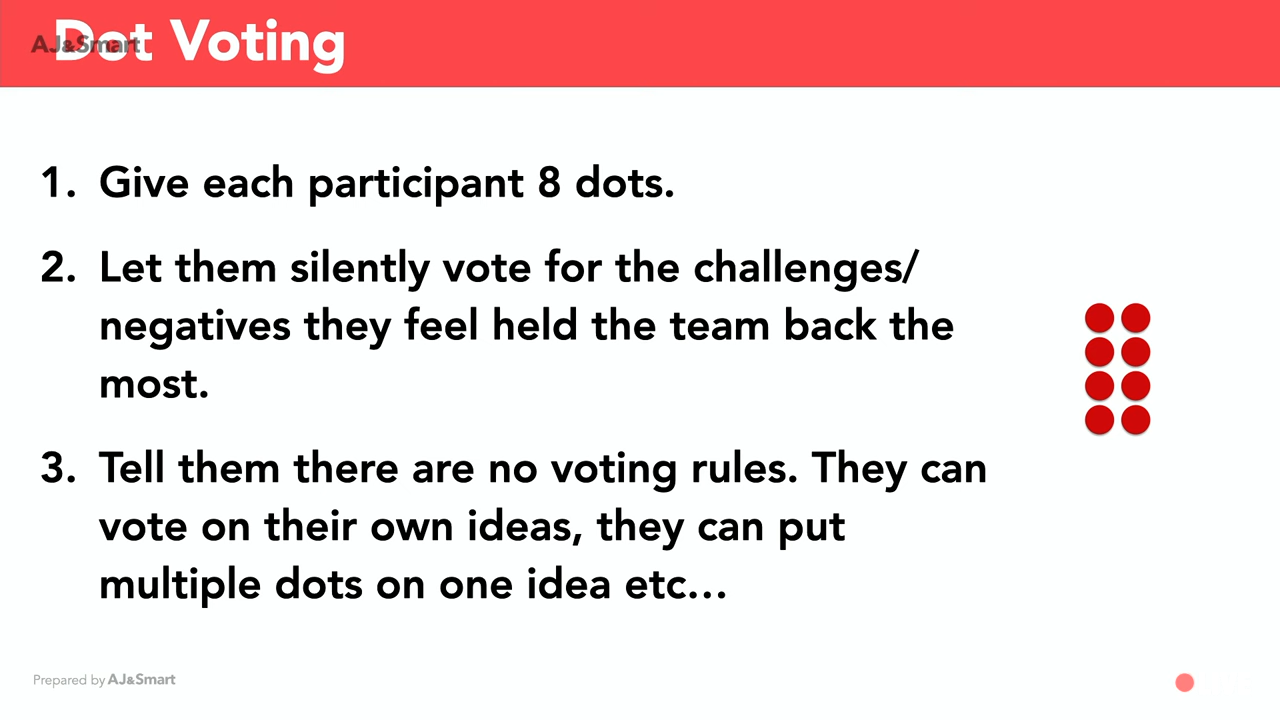 Dot Voting
AJ&Smart
1. Give each participant 8 dots.
2. Let them silently vote for the challenges/
negatives they feel held the team back the
most.
3. Tell them there are no voting rules. They can
vote on their own ideas, they can put
multiple dots on one idea etc…
Prepared by AJ&Smart